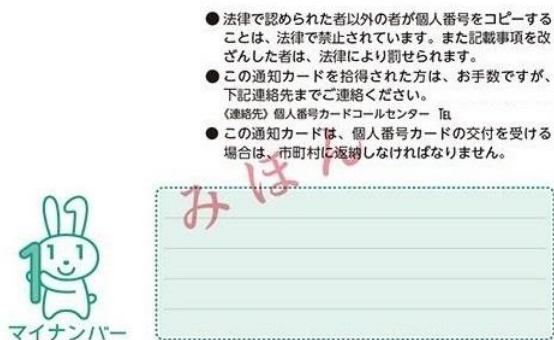 ● 法律で認められた者以外の者が個人番号をコピーする
ことは、法律で禁止されています。また記載事項を改
ざんした者は、法律により罰せられます。
● この通知カードを拾得された方は、お手数ですが、
下記連絡先までご連絡ください。
《連絡先》個人番号カードコールセンター ℡
● この通知カードは、個人番号カードの交付を受ける
場合は、市町村に返納しなければなりません。
みほん
1 1 1
マイナンバー